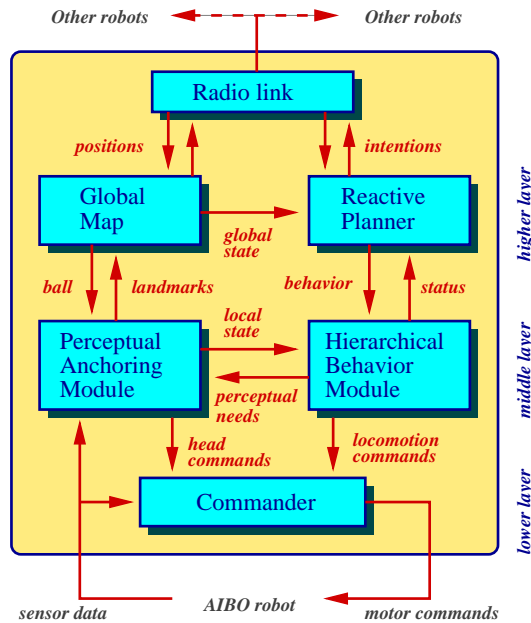 Other robots
Other robots
Radio link
positions
intentions
Global
Map
Reactive
Planner
global
state
higher layer
ball
landmarks
behavior
status
local
state
Perceptual
Anchoring
Module
Hierarchical
Behavior
Module
middle layer
perceptual
needs
head
commands
locomotion
commands
Commander
lower layer
AIBO robot
sensor data
motor commands